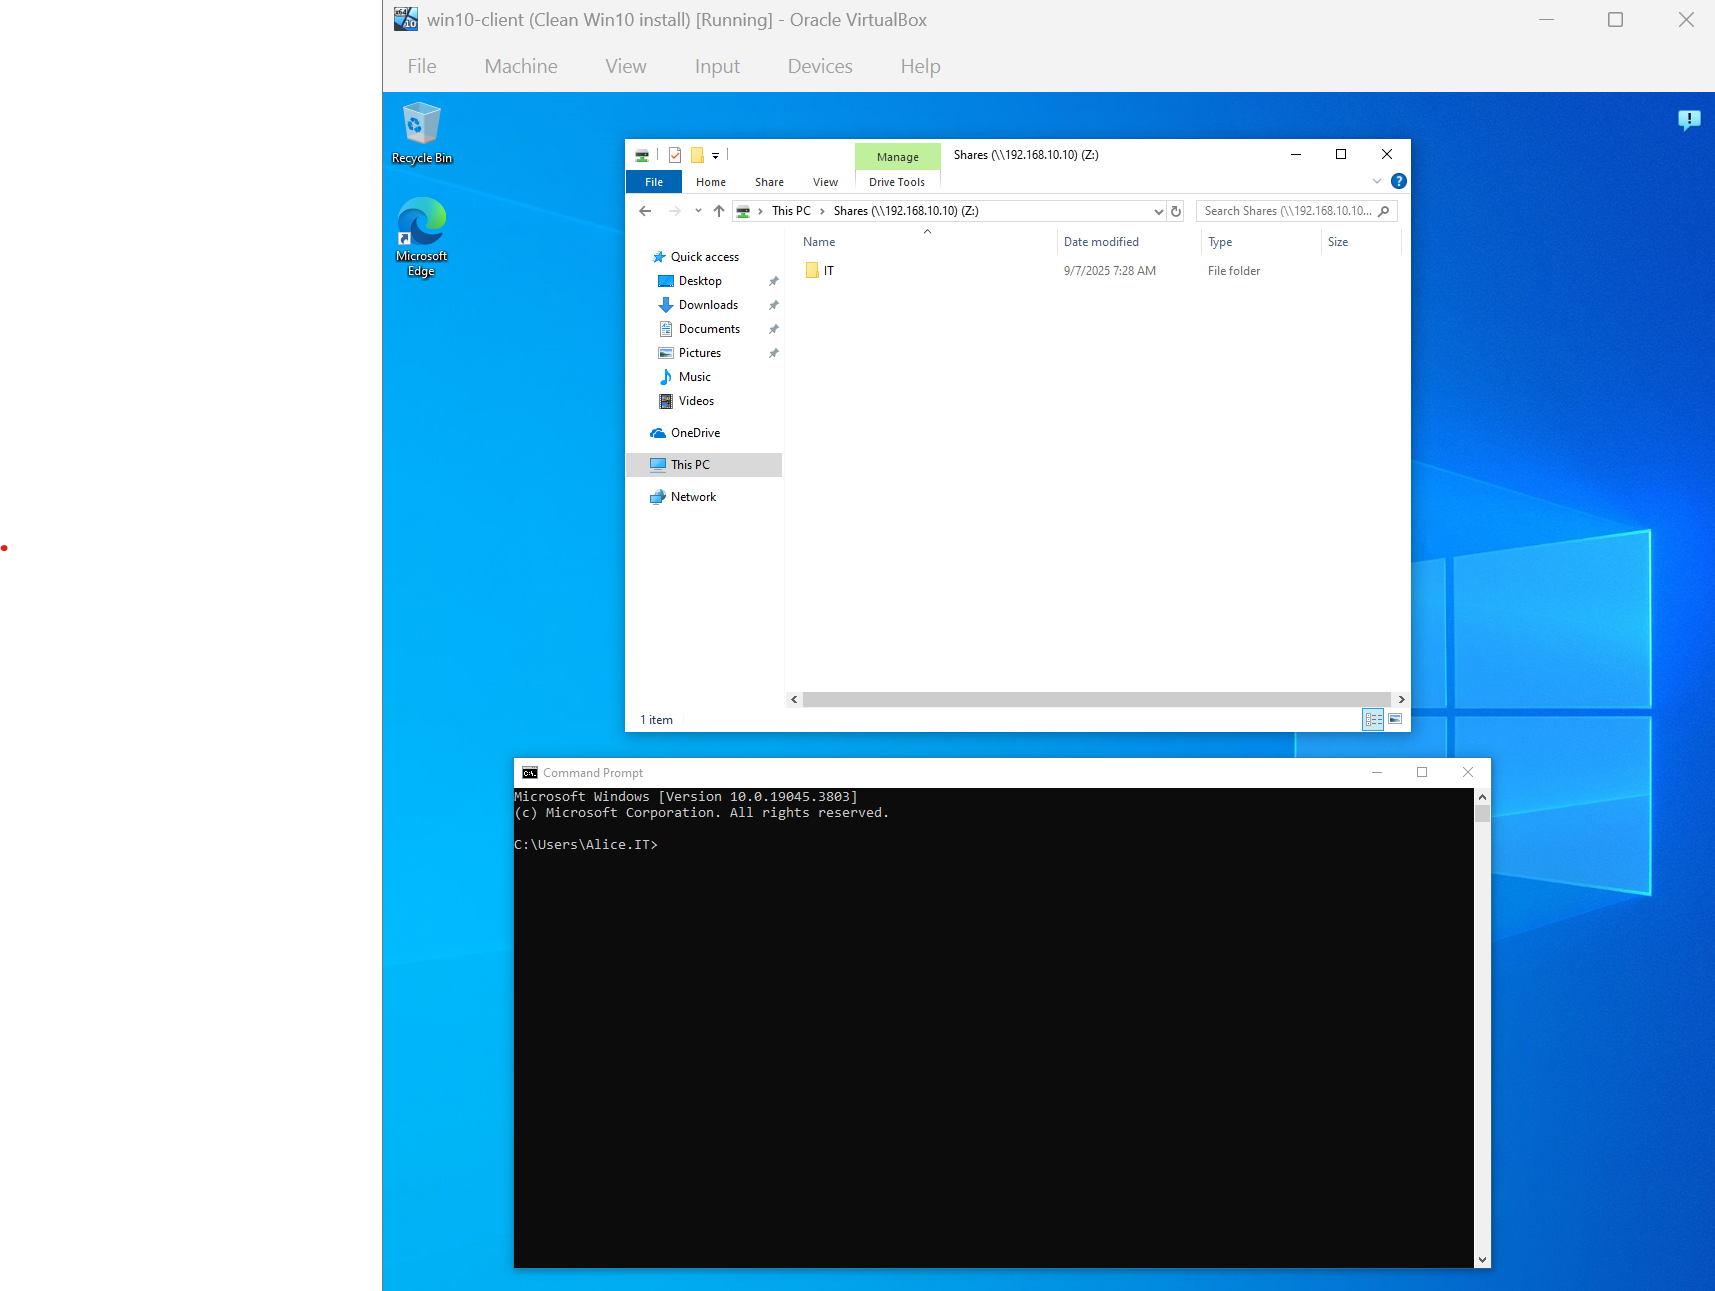 win10-client (Clean Win10 install) [Running] - Oracle VirtualBox
File Machine View Input Devices Help
Recycle Bin
Microsoft
Edge
Manage Shares (\\192.168.10.10) (Z:)
File Home Share View Drive Tools
This PC Shares (\\192.168.10.10) (Z:) Search Shares (\\192.168.10.10...
Name Date modified Type Size
IT 9/7/2025 7:28 AM File folder
Quick access
Desktop
Downloads
Documents
Pictures
Music
Videos
OneDrive
This PC
Network
1 item
Command Prompt
Microsoft Windows [Version 10.0.19045.3803]
(c) Microsoft Corporation. All rights reserved.
C:\Users\Alice.IT>